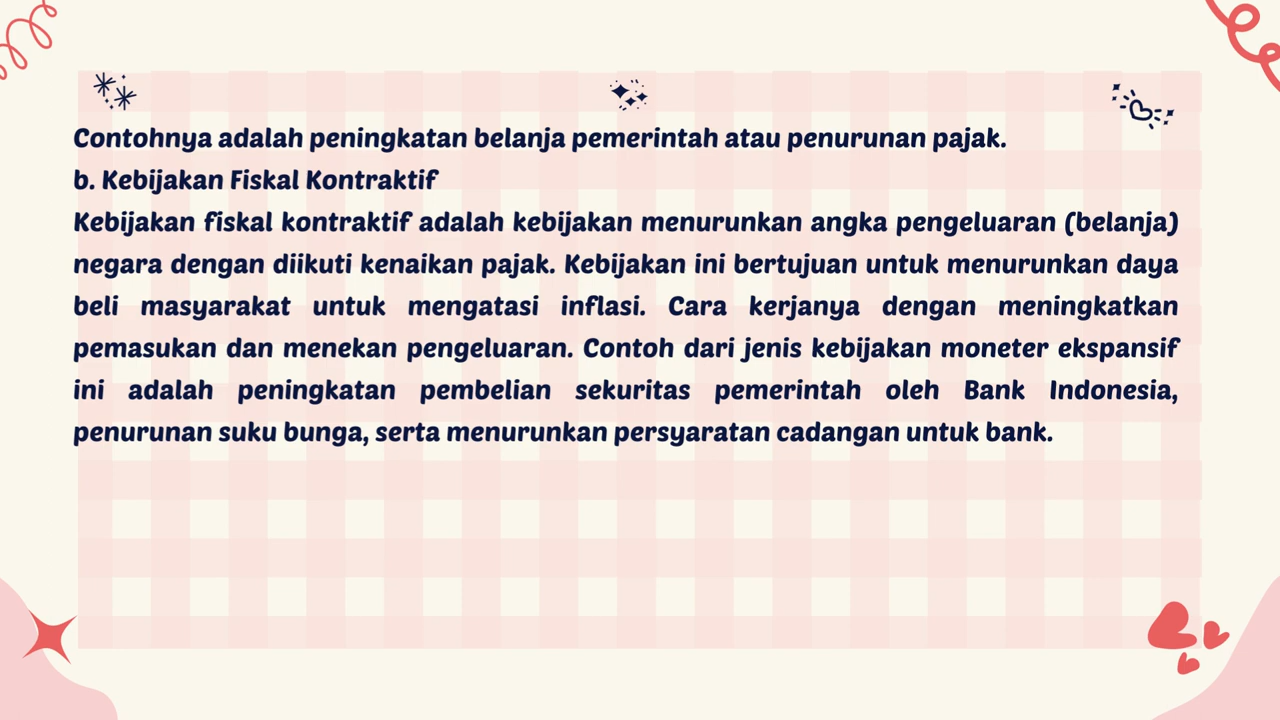 Contohnya adalah peningkatan belanja pemerintah atau penurunan pajak.
b. Kebijakan Fiskal Kontraktif
Kebijakan fiskal kontraktif adalah kebijakan menurunkan angka pengeluaran (belanja)
negara dengan diikuti kenaikan pajak. Kebijakan ini bertujuan untuk menurunkan daya
beli masyarakat untuk mengatasi inflasi. Cara kerjanya dengan meningkatkan
pemasukan dan menekan pengeluaran. Contoh dari jenis kebijakan moneter ekspansif
ini adalah peningkatan pembelian sekuritas pemerintah oleh Bank Indonesia,
penurunan suku bunga, serta menurunkan persyaratan cadangan untuk bank.